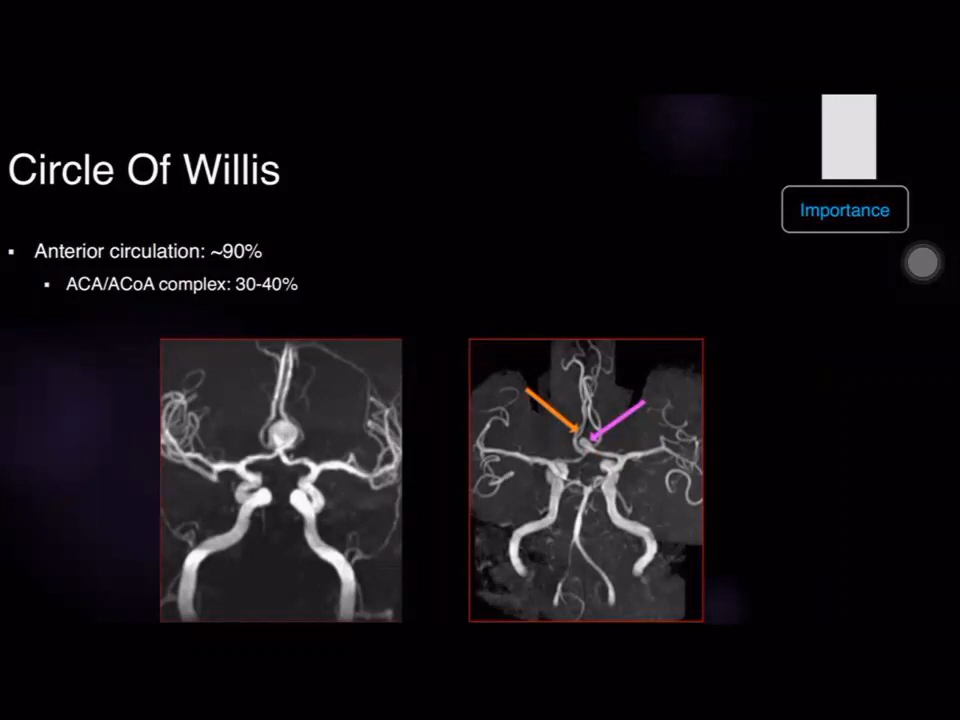 Circle Of Willis
Importance
▪ Anterior circulation: ~90%
▪ ACA/ACoA complex: 30-40%